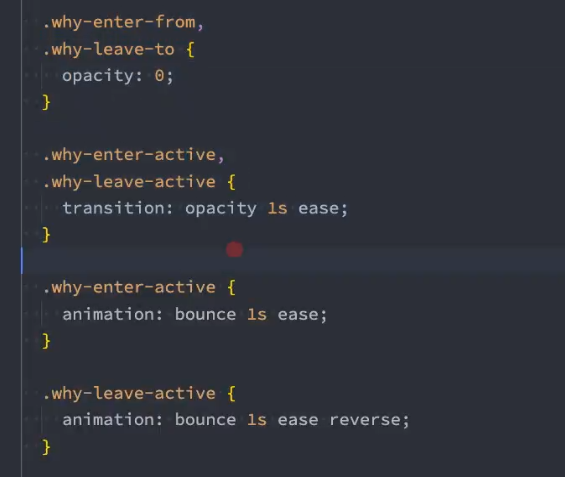 .why-enter-from,
.why-leave-to {
opacity: 0;
}
.why-enter-active,
.why-leave-active {
transition: opacity 1s ease;
}
.why-enter-active {
animation: bounce 1s ease;
}
.why-leave-active {
animation: bounce 1s ease reverse;
}